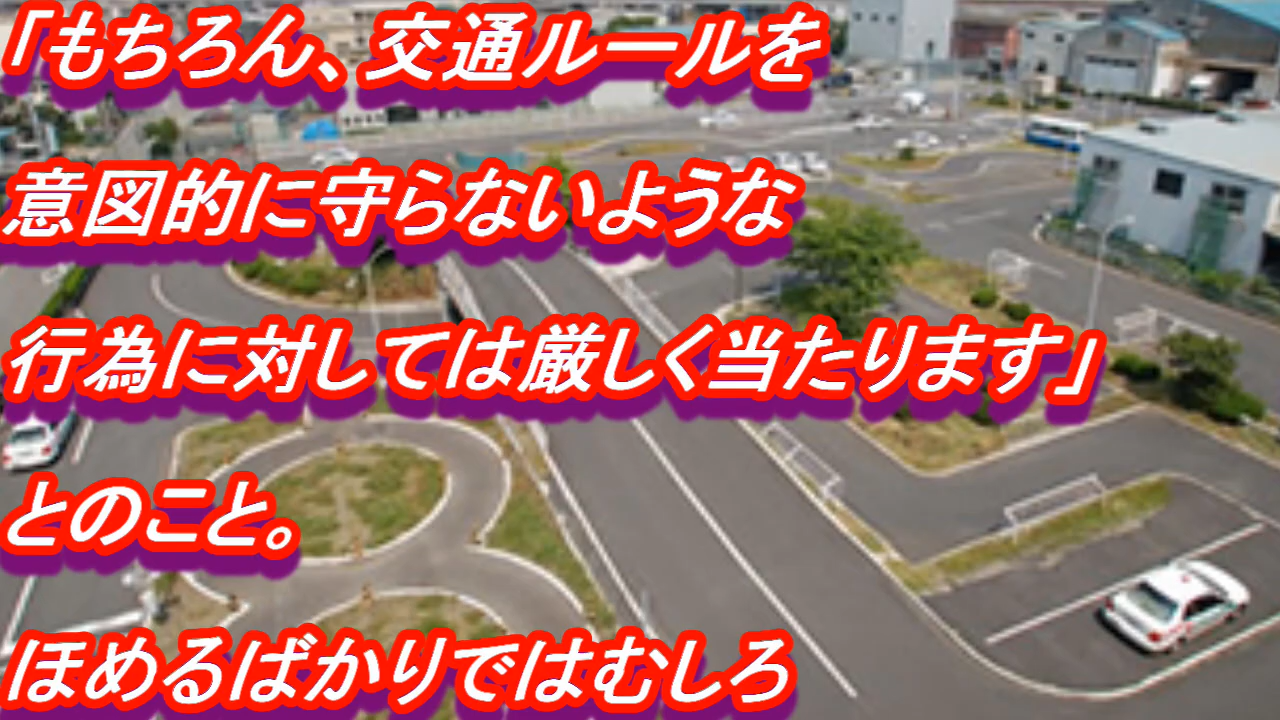 「もちろん、交通ルールを
意図的に守らないような
行為に対しては厳しく当たります」
とのこと。
ほめるばかりではむしろ